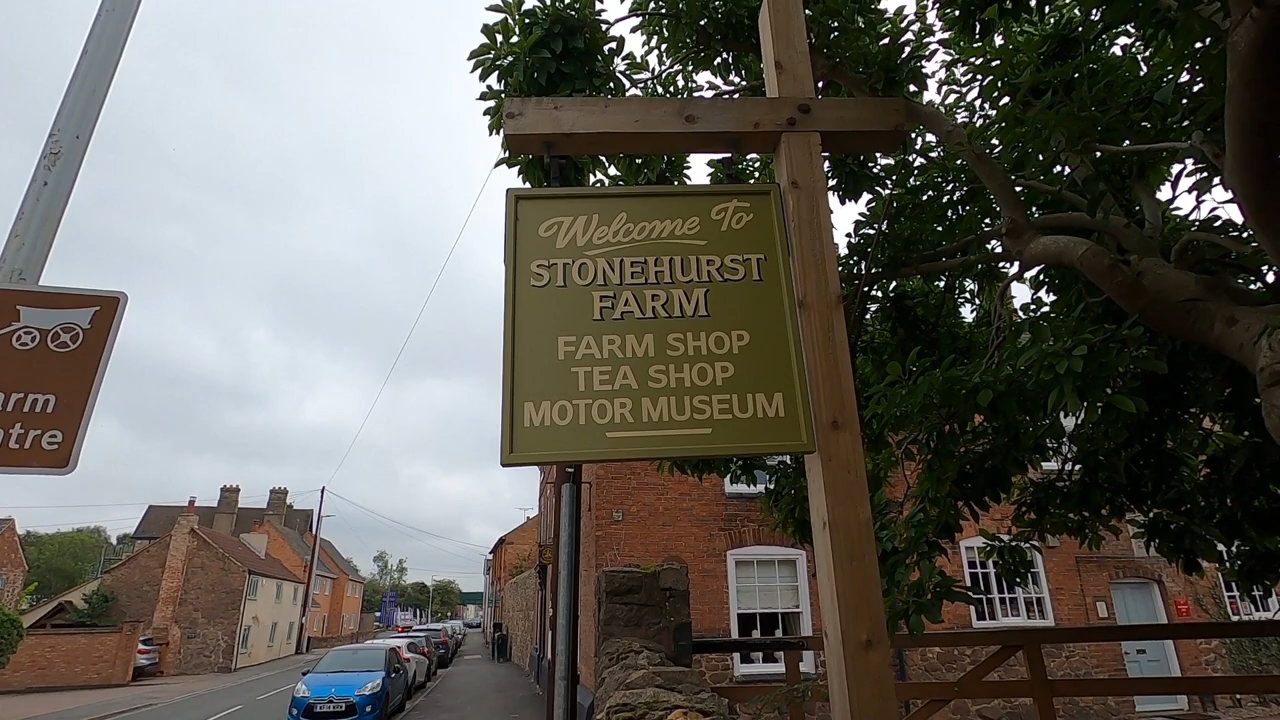 Welcome To
STONEHURST
FARM
FARM SHOP
TEA SHOP
MOTOR MUSEUM
arm
ntre